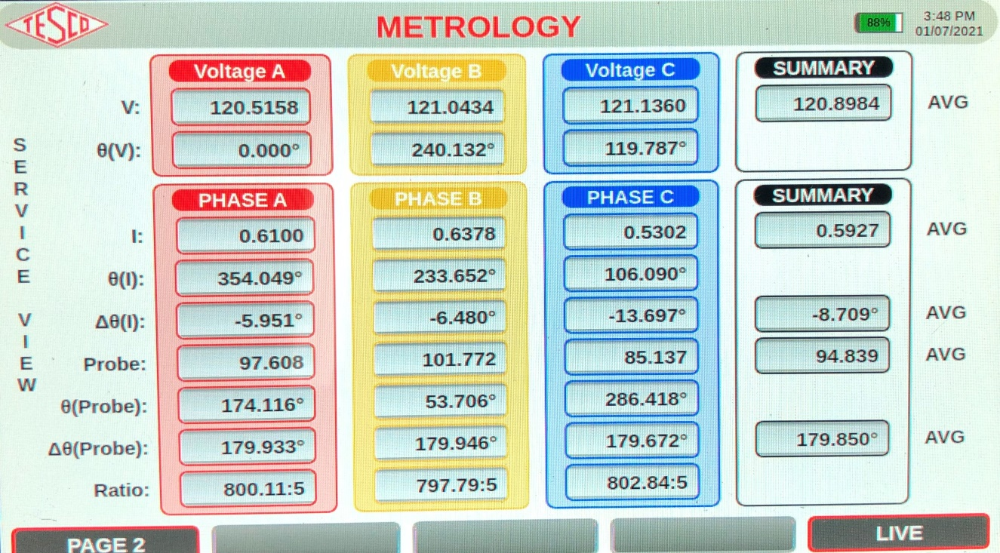 TESCO METROLOGY 88% 3:48 PM
01/07/2021
Voltage A Voltage B Voltage C SUMMARY
V: 120.5158 121.0434 121.1360 120.8984 AVG
θ(V): 0.000° 240.132° 119.787°
SERVICE VIEW
PHASE A PHASE B PHASE C SUMMARY
I: 0.6100 0.6378 0.5302 0.5927 AVG
θ(I): 354.049° 233.652° 106.090°
Δθ(I): -5.951° -6.480° -13.697° -8.709° AVG
Probe: 97.608 101.772 85.137 94.839 AVG
θ(Probe): 174.116° 53.706° 286.418°
Δθ(Probe): 179.933° 179.946° 179.672° 179.850° AVG
Ratio: 800.11:5 797.79:5 802.84:5
PAGE 2 LIVE